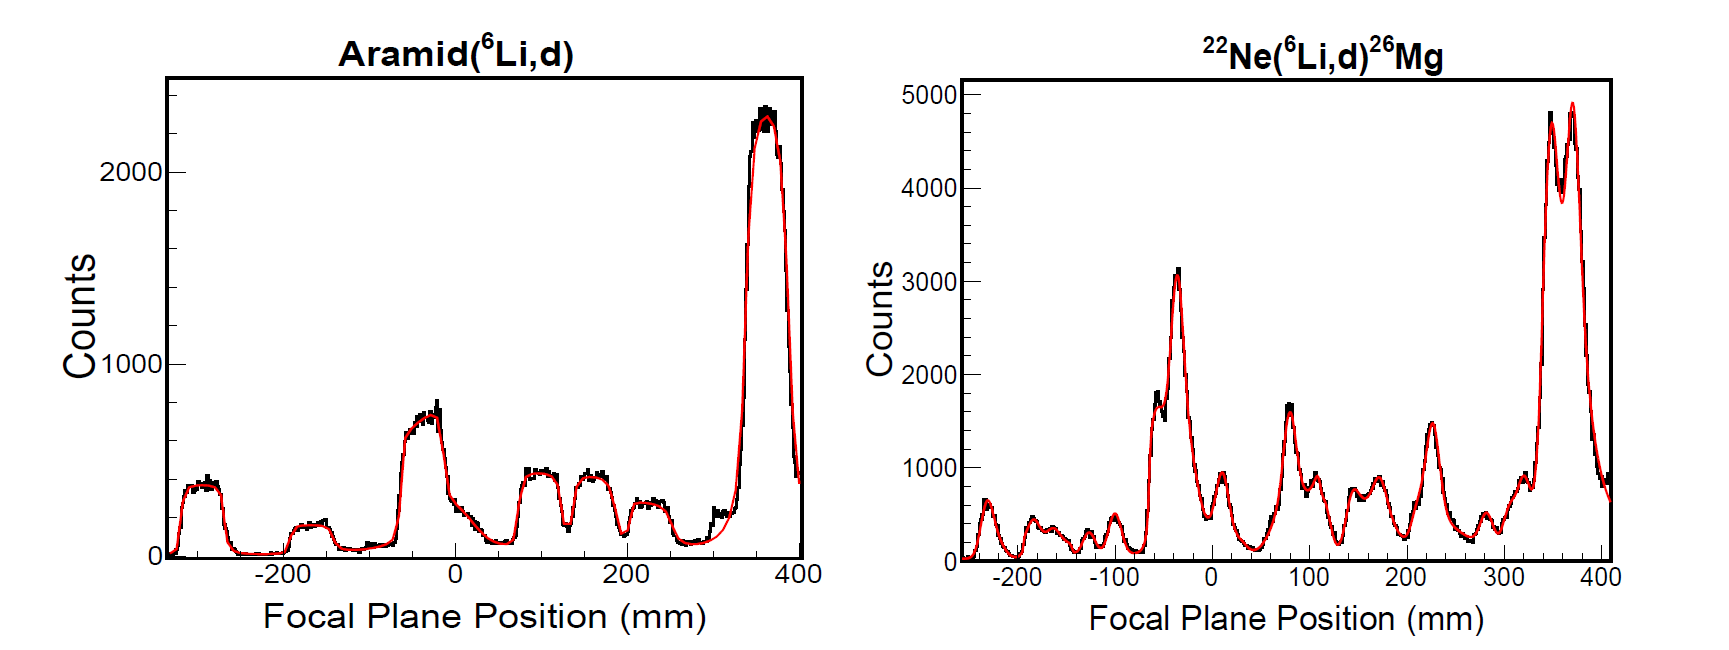 Aramid(⁶Li,d)
2000
1000
0
Counts
-200 0 200 400
Focal Plane Position (mm)
²²Ne(⁶Li,d)²⁶Mg
5000
4000
3000
2000
1000
0
Counts
-200 -100 0 100 200 300 400
Focal Plane Position (mm)